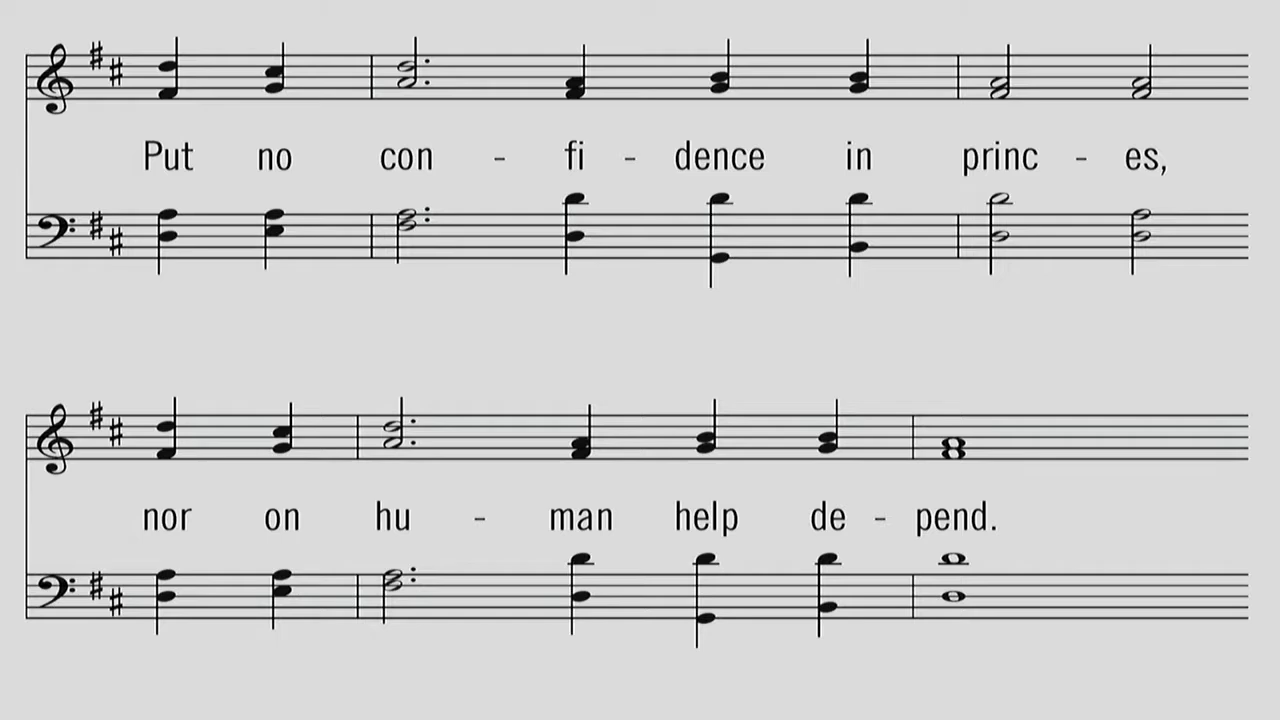 Put no con - fi - dence in princ - es,
nor on hu - man help de - pend.